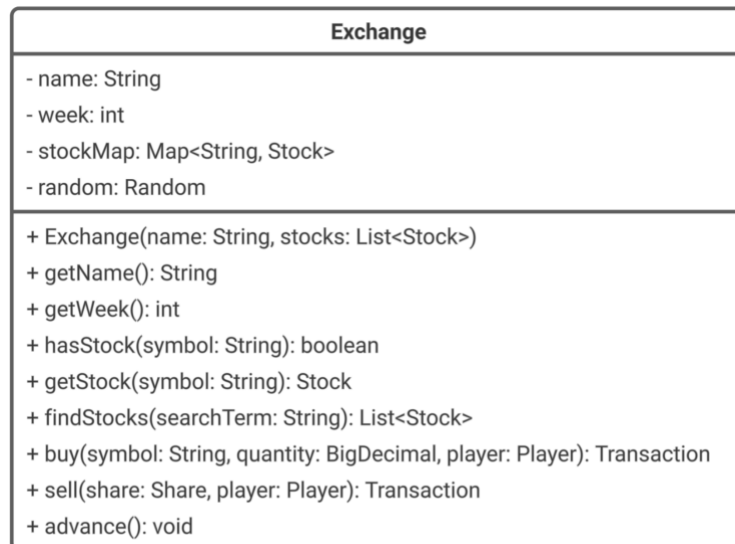 Exchange
- name: String
- week: int
- stockMap: Map<String, Stock>
- random: Random
+ Exchange(name: String, stocks: List<Stock>)
+ getName(): String
+ getWeek(): int
+ hasStock(symbol: String): boolean
+ getStock(symbol: String): Stock
+ findStocks(searchTerm: String): List<Stock>
+ buy(symbol: String, quantity: BigDecimal, player: Player): Transaction
+ sell(share: Share, player: Player): Transaction
+ advance(): void